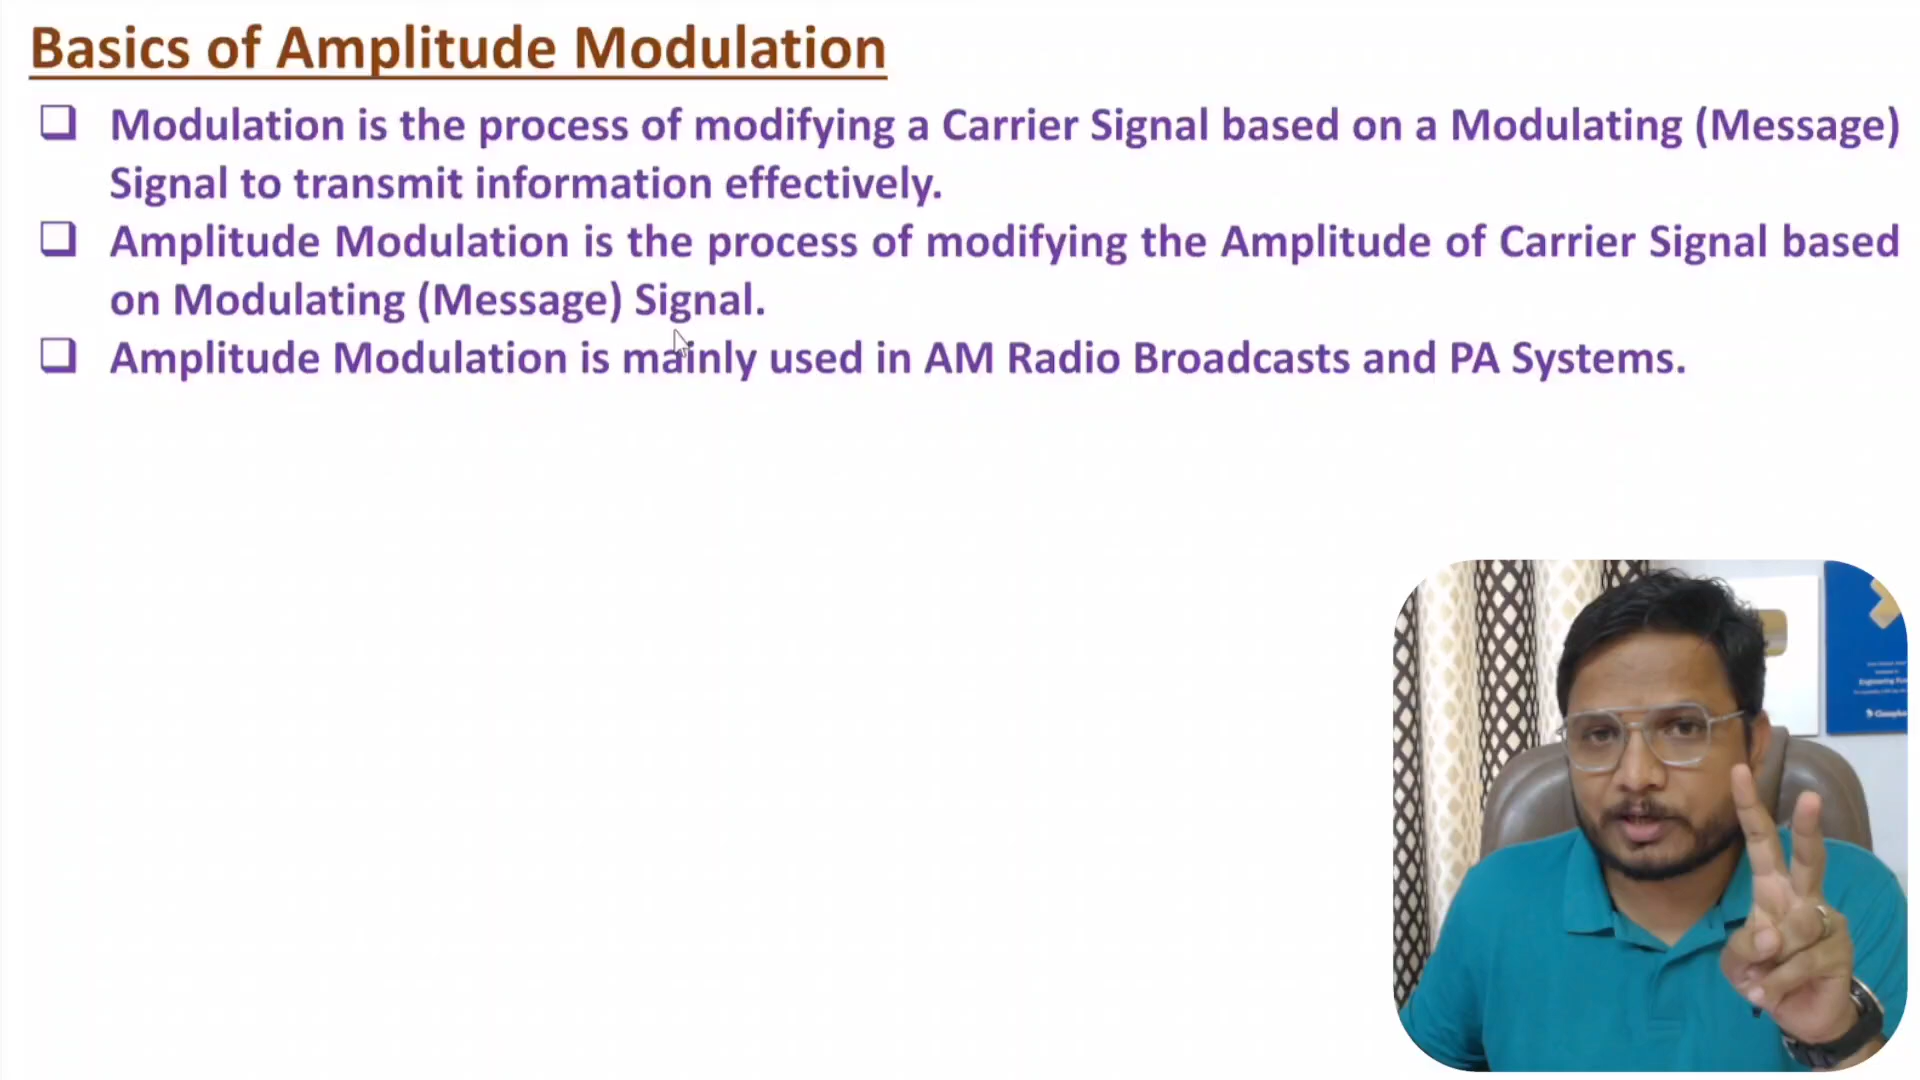 Basics of Amplitude Modulation
❑ Modulation is the process of modifying a Carrier Signal based on a Modulating (Message)
Signal to transmit information effectively.
❑ Amplitude Modulation is the process of modifying the Amplitude of Carrier Signal based
on Modulating (Message) Signal.
❑ Amplitude Modulation is mainly used in AM Radio Broadcasts and PA Systems.
Engineering